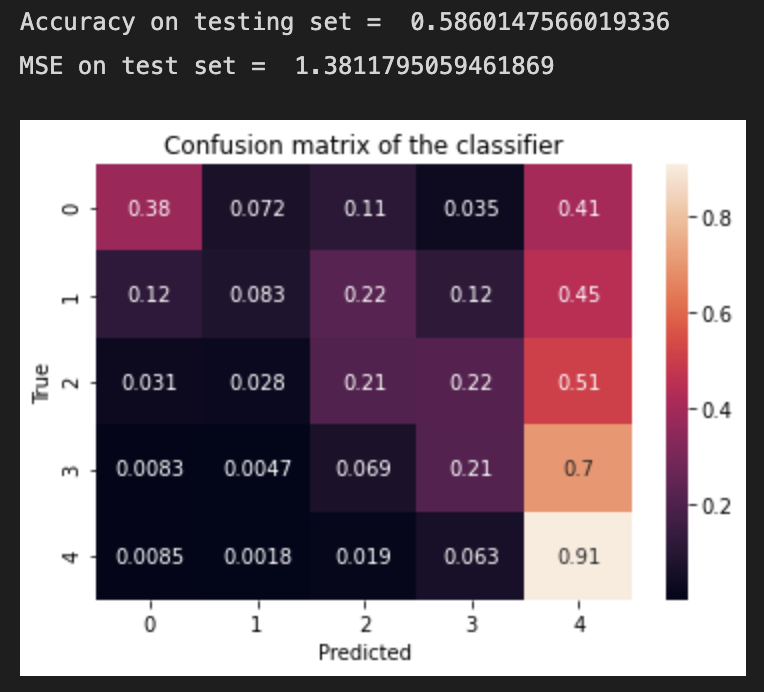 Accuracy on testing set =  0.5860147566019336
MSE on test set =  1.3811795059461869
Confusion matrix of the classifier
0 0.38 0.072 0.11 0.035 0.41
1 0.12 0.083 0.22 0.12 0.45
2 0.031 0.028 0.21 0.22 0.51
3 0.0083 0.0047 0.069 0.21 0.7
4 0.0085 0.0018 0.019 0.063 0.91
0 1 2 3 4
Predicted
True
0.8
0.6
0.4
0.2